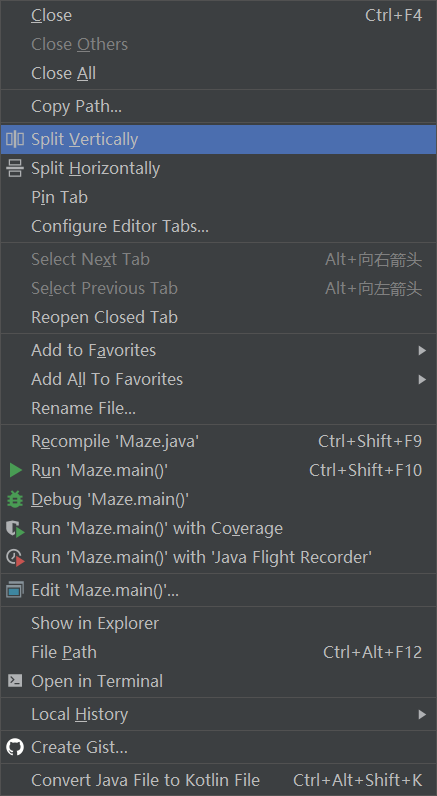 Close Ctrl+F4
Close Others
Close All
Copy Path...
Split Vertically
Split Horizontally
Pin Tab
Configure Editor Tabs...
Select Next Tab Alt+向右箭头
Select Previous Tab Alt+向左箭头
Reopen Closed Tab
Add to Favorites
Add All To Favorites
Rename File...
Recompile 'Maze.java' Ctrl+Shift+F9
Run 'Maze.main()' Ctrl+Shift+F10
Debug 'Maze.main()'
Run 'Maze.main()' with Coverage
Run 'Maze.main()' with 'Java Flight Recorder'
Edit 'Maze.main()'...
Show in Explorer
File Path Ctrl+Alt+F12
Open in Terminal
Local History
Create Gist...
Convert Java File to Kotlin File Ctrl+Alt+Shift+K